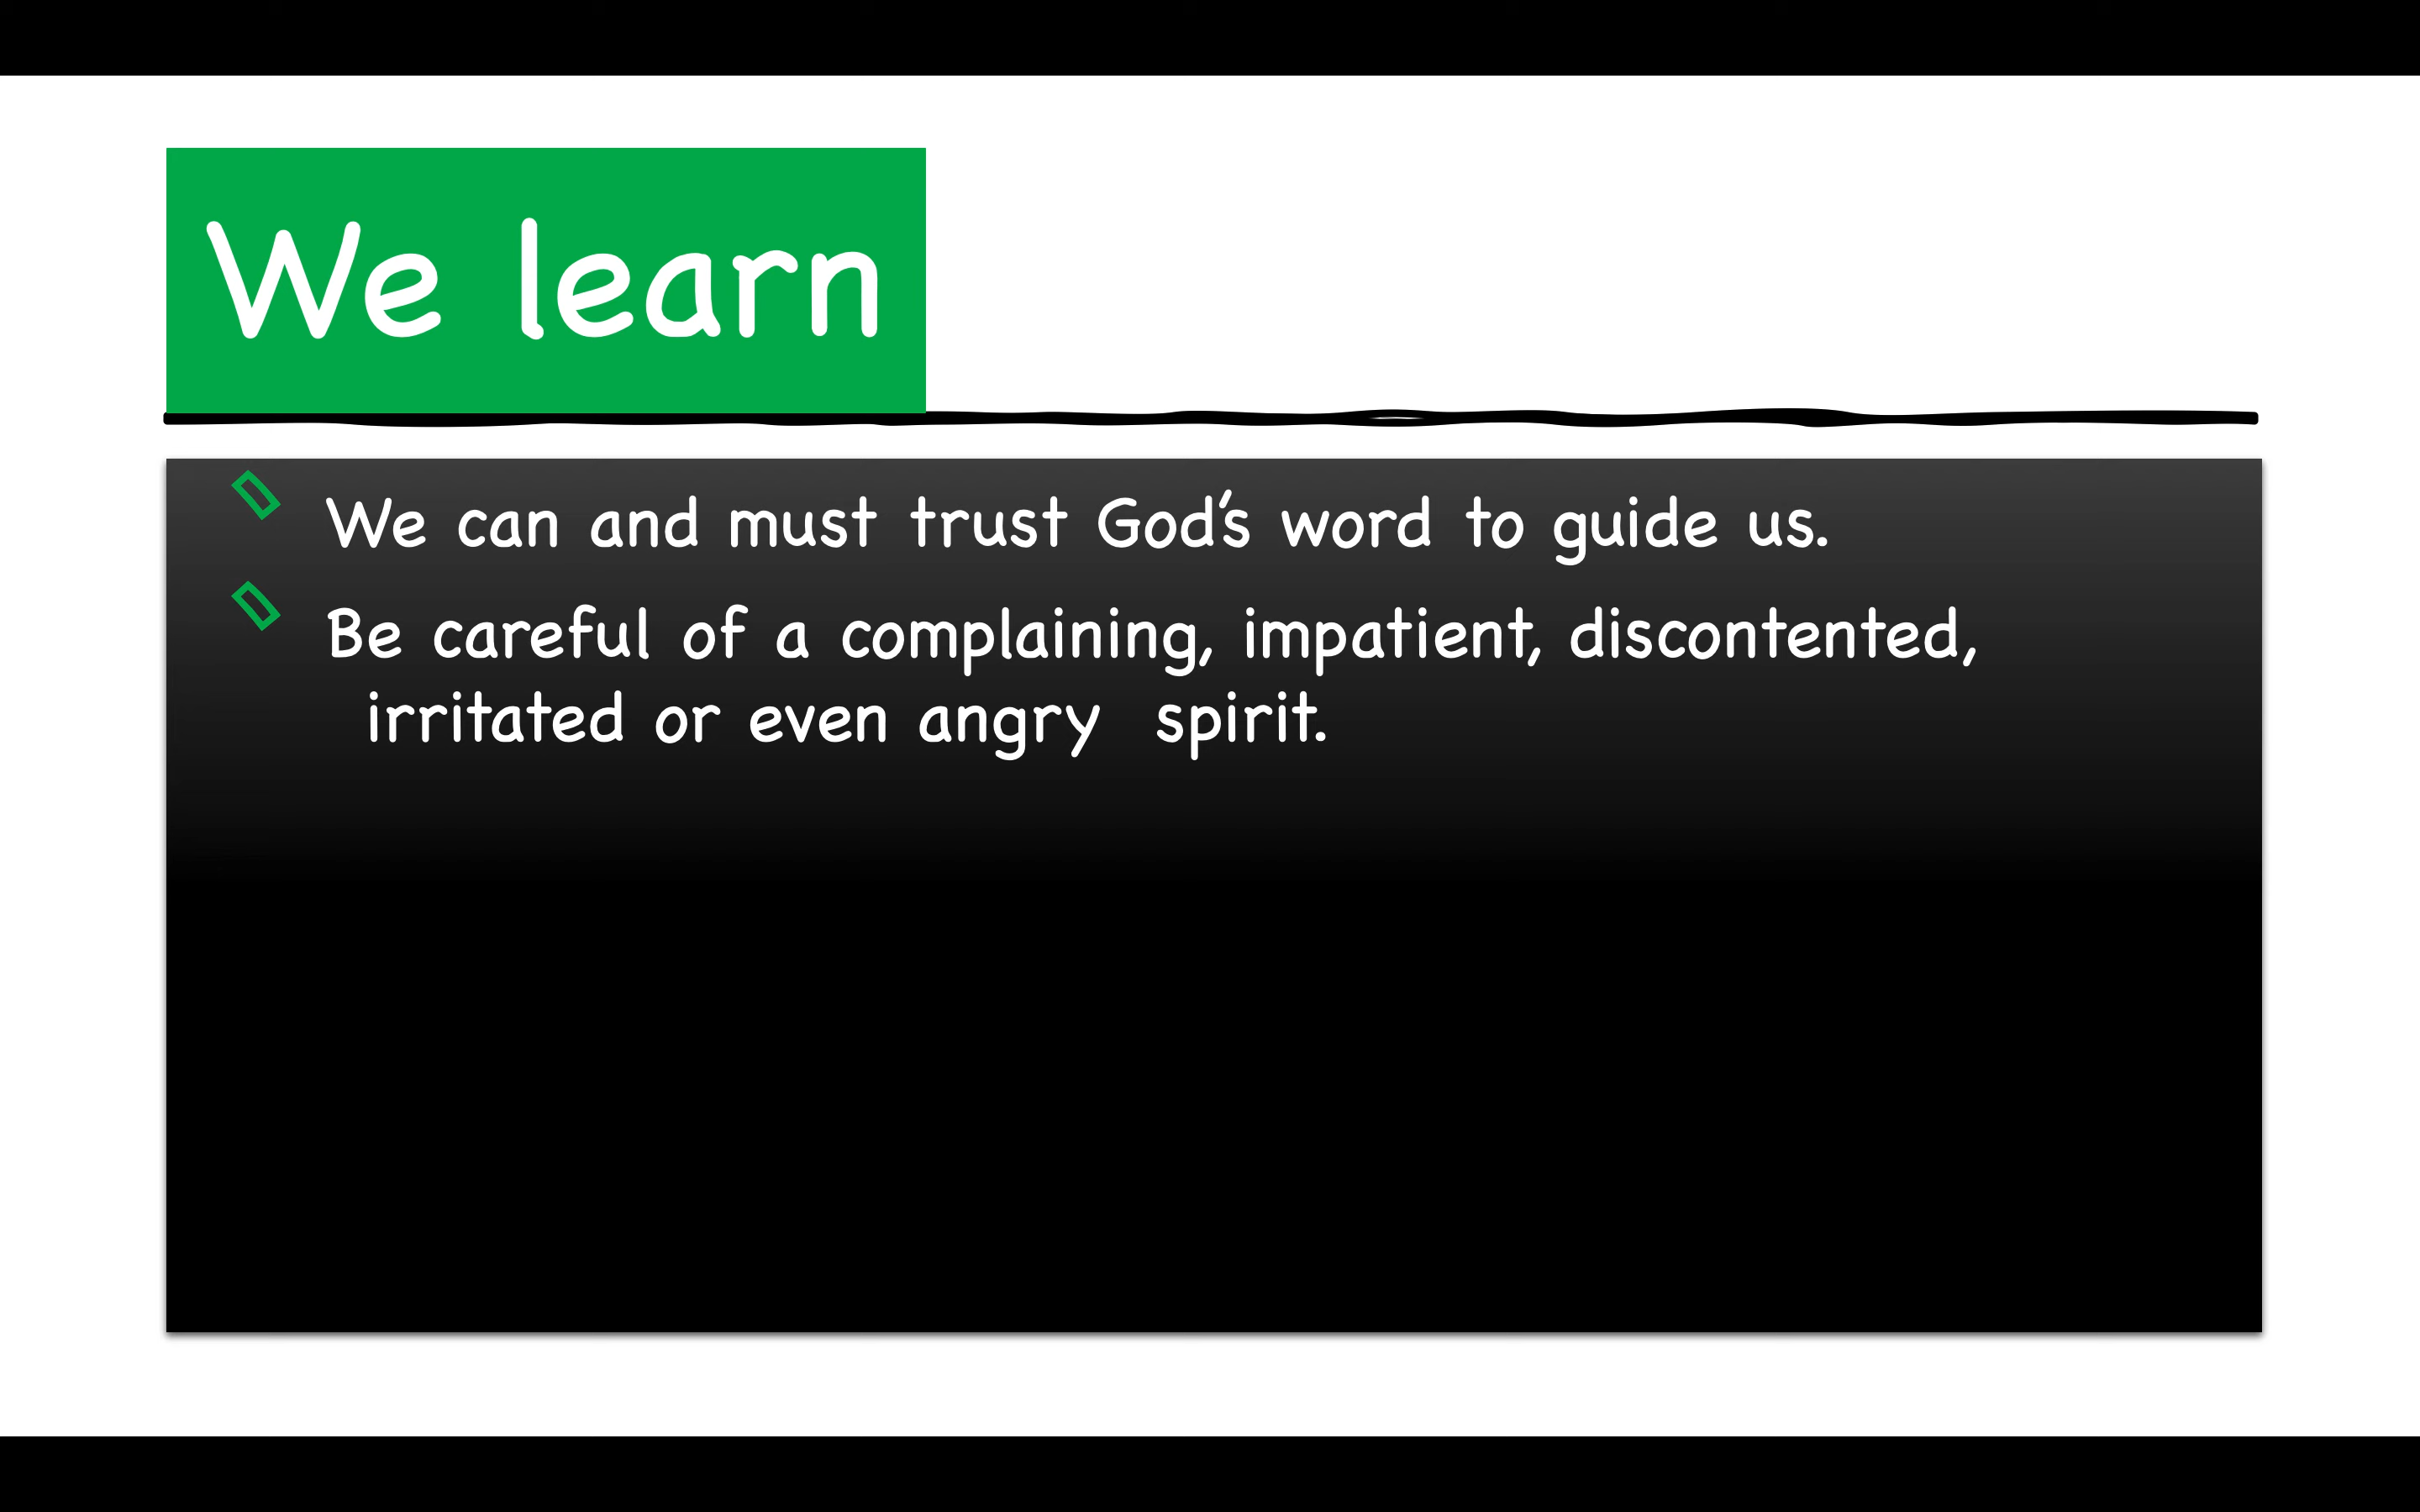 We learn
We can and must trust God's word to guide us.
Be careful of a complaining, impatient, discontented,
irritated or even angry spirit.